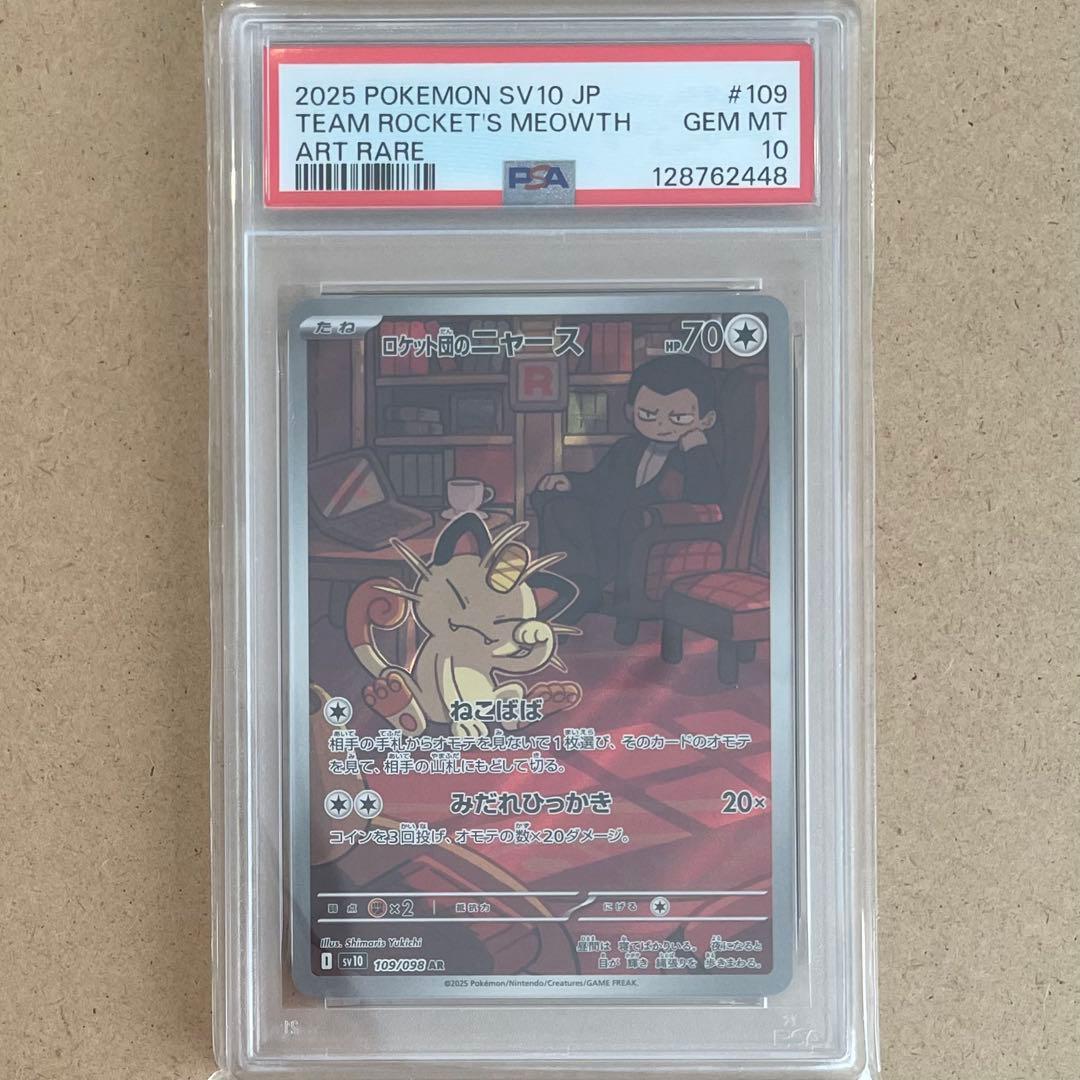 2025 POKEMON SV10 JP #109
TEAM ROCKET'S MEOWTH GEM MT
ART RARE 10
PSA 128762448
たね ロケット団のニャース HP70
R
ねこばば
相手の手札からオモテを見ないで1枚選び、そのカードのオモテ
を見て、相手の山札にもどして切る。
みだれひっかき 20×
コインを3回投げ、オモテの数×20ダメージ。
弱点 ×2 抵抗力 にげる
Illus. Shimaris Yukichi
昼間は 寝てばかりいる。 夜になると
目が 輝き 縄張りを 歩きまわる。
I sv10 109/098 AR
©2025 Pokémon/Nintendo/Creatures/GAME FREAK.
PSA